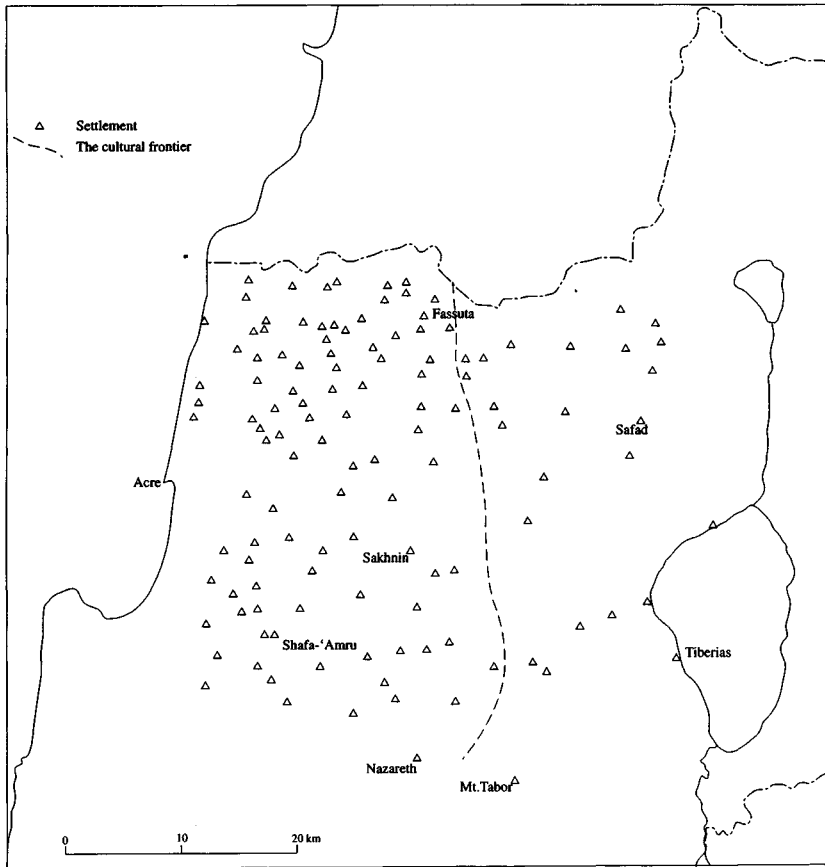 Settlement
The cultural frontier
Fassuta
Safad
Acre
Sakhnin
Shafa-‘Amru
Tiberias
Nazareth
Mt.Tabor
0 10 20 km